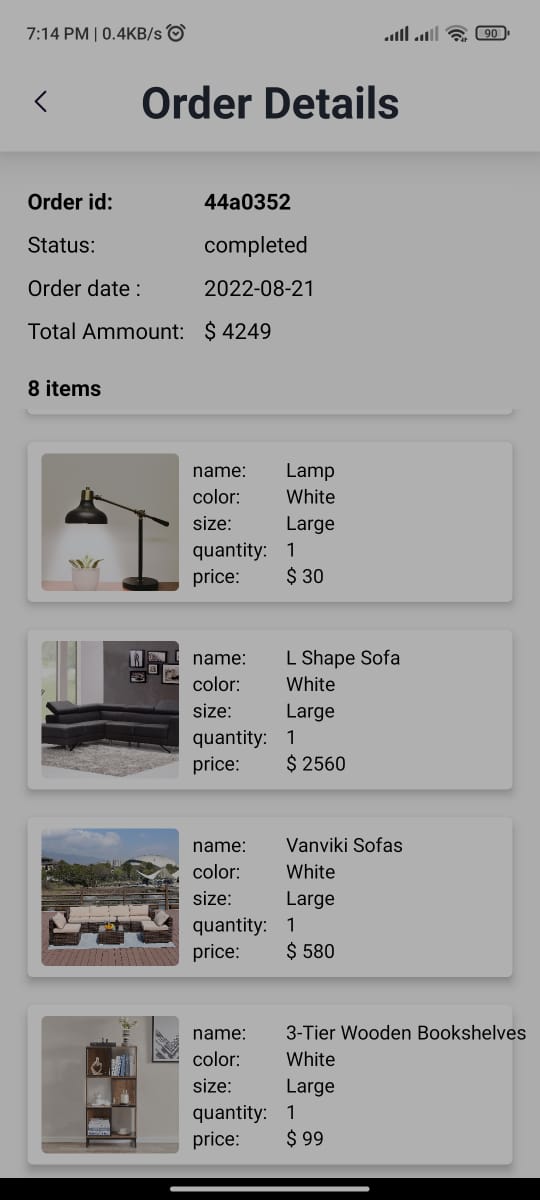 7:14 PM | 0.4KB/s
90
Order Details
Order id: 44a0352
Status: completed
Order date : 2022-08-21
Total Ammount: $ 4249
8 items
name: Lamp
color: White
size: Large
quantity: 1
price: $ 30
name: L Shape Sofa
color: White
size: Large
quantity: 1
price: $ 2560
name: Vanviki Sofas
color: White
size: Large
quantity: 1
price: $ 580
name: 3-Tier Wooden Bookshelves
color: White
size: Large
quantity: 1
price: $ 99